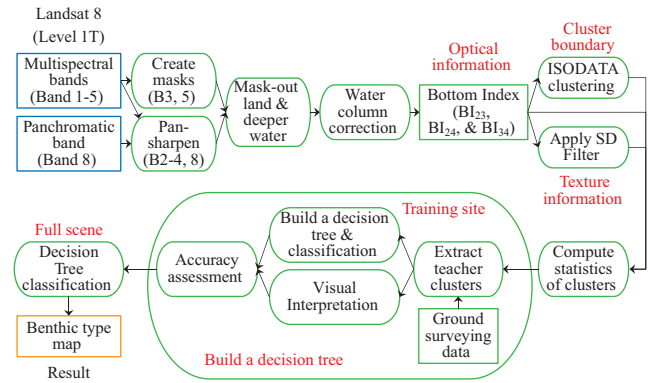 Landsat 8
(Level 1T)
Multispectral
bands
(Band 1-5)
Panchromatic
band
(Band 8)
Create
masks
(B3, 5)
Pan-
sharpen
(B2-4, 8)
Mask-out
land &
deeper
water
Water
column
correction
Optical
information
Bottom Index
(BI23,
BI24, & BI34)
Cluster
boundary
ISODATA
clustering
Apply SD
Filter
Texture
information
Compute
statistics
of clusters
Training site
Extract
teacher
clusters
Ground
surveying
data
Build a decision
tree &
classification
Visual
Interpretation
Accuracy
assessment
Build a decision tree
Full scene
Decision
Tree
classification
Benthic type
map
Result